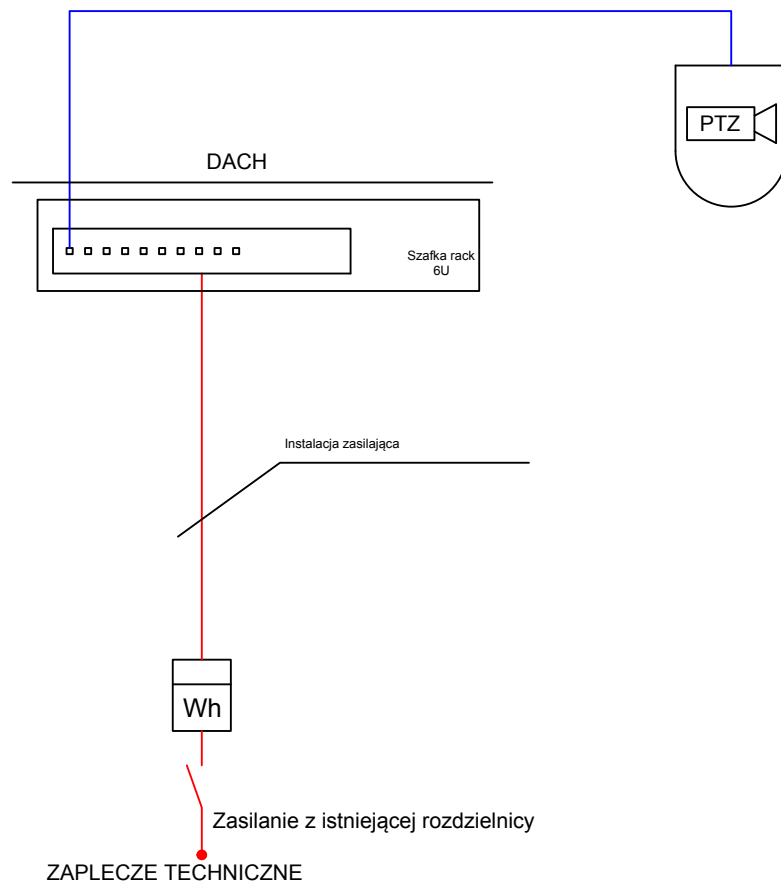 PTZ
DACH
Szafka rack
6U
Instalacja zasilająca
Wh
Zasilanie z istniejącej rozdzielnicy
ZAPLECZE TECHNICZNE